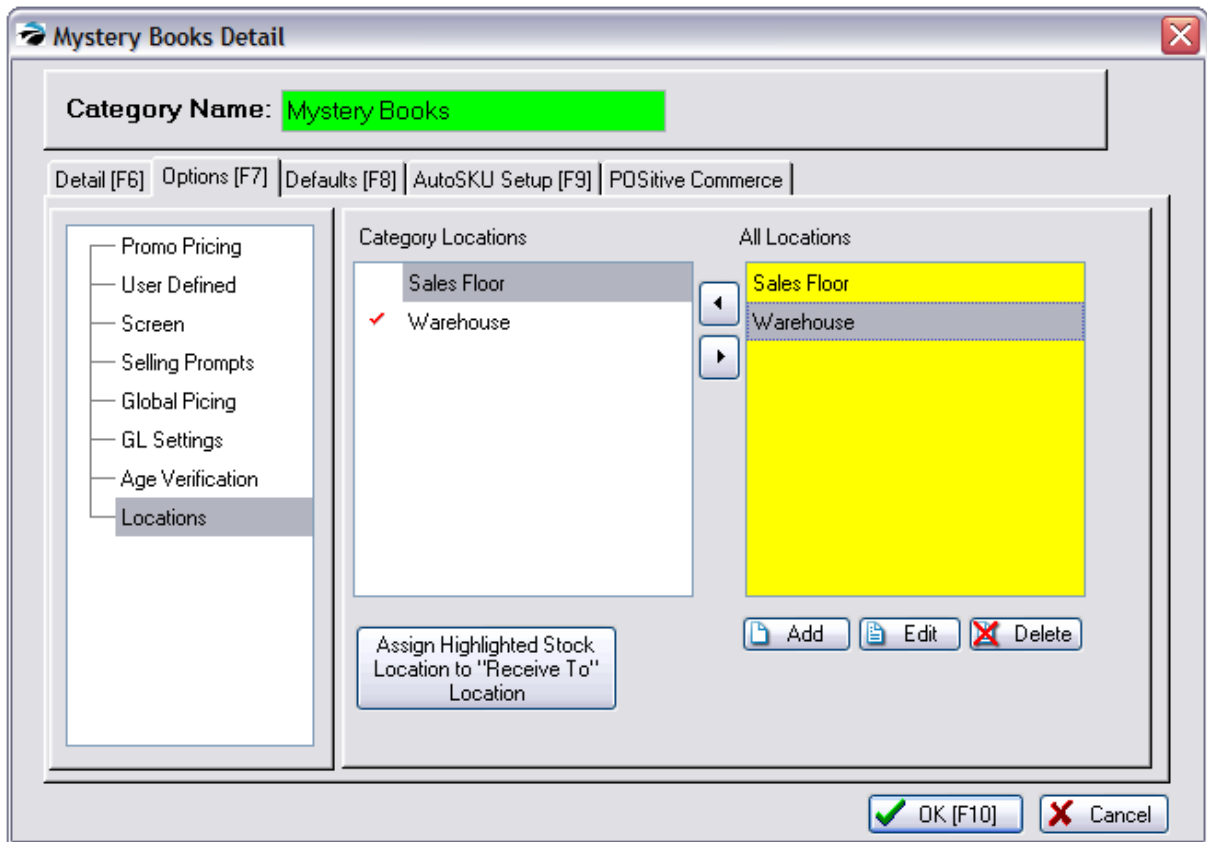 Mystery Books Detail
Category Name: Mystery Books
Detail [F6] Options [F7] Defaults [F8] AutoSKU Setup [F9] POSitive Commerce
Promo Pricing
User Defined
Screen
Selling Prompts
Global Picing
GL Settings
Age Verification
Locations
Category Locations
Sales Floor
Warehouse
All Locations
Sales Floor
Warehouse
Assign Highlighted Stock
Location to "Receive To"
Location
Add Edit Delete
OK [F10] Cancel